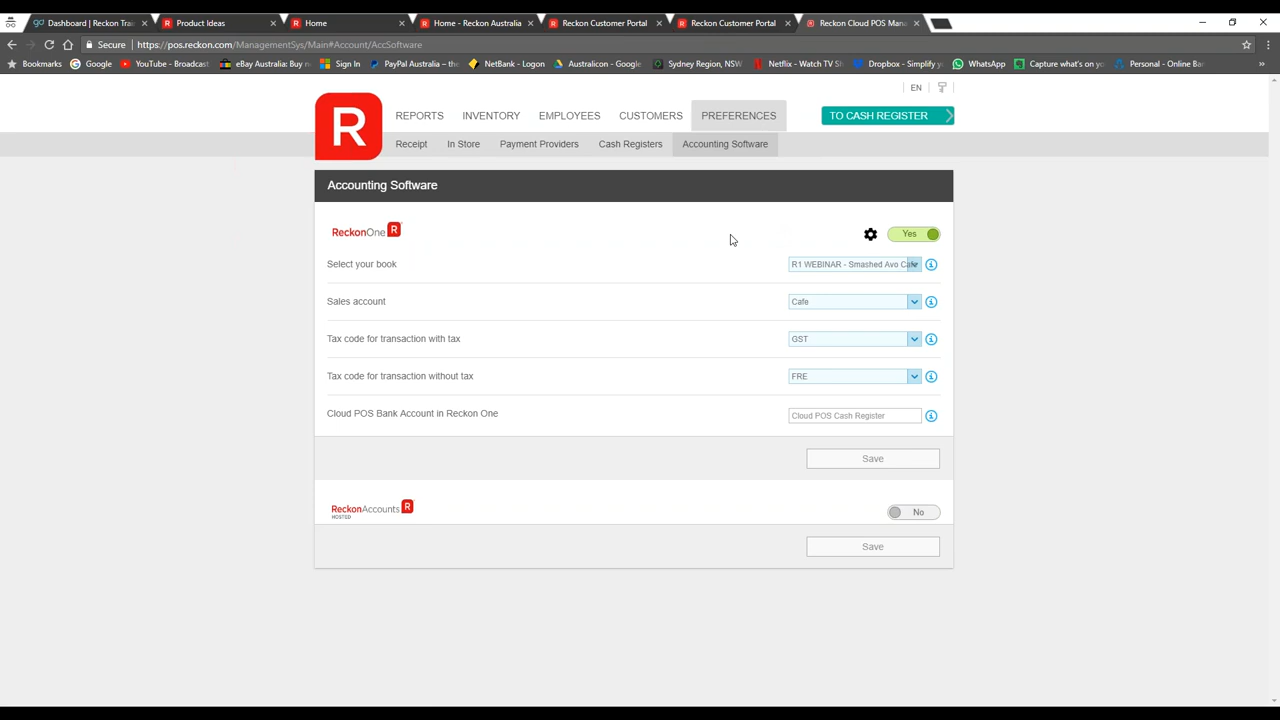 Dashboard | Reckon Trai
Product Ideas
Home
Home - Reckon Australia
Reckon Customer Portal
Reckon Customer Portal
Reckon Cloud POS Mana
Secure
https://pos.reckon.com/ManagementSys/Main#Account/AccSoftware
Bookmarks
Google
YouTube - Broadcast
eBay Australia: Buy ne
Sign In
PayPal Australia – the
NetBank - Logon
Australicon - Google
Sydney Region, NSW
Netflix - Watch TV Sh
Dropbox - Simplify yo
WhatsApp
Capture what's on yo
Personal - Online Ban
EN
R
REPORTS
INVENTORY
EMPLOYEES
CUSTOMERS
PREFERENCES
TO CASH REGISTER
Receipt
In Store
Payment Providers
Cash Registers
Accounting Software
Accounting Software
ReckonOne R
Yes
Select your book
R1 WEBINAR - Smashed Avo Cafe
Sales account
Cafe
Tax code for transaction with tax
GST
Tax code for transaction without tax
FRE
Cloud POS Bank Account in Reckon One
Cloud POS Cash Register
Save
ReckonAccounts R
HOSTED
No
Save